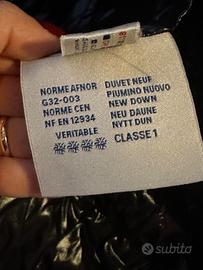 NORME AFNOR
G32-003
NORME CEN
NF EN 12934
VERITABLE
DUVET NEUF
PIUMINO NUOVO
NEW DOWN
NEU DAUNE
NYTT DUN
CLASSE 1
subito